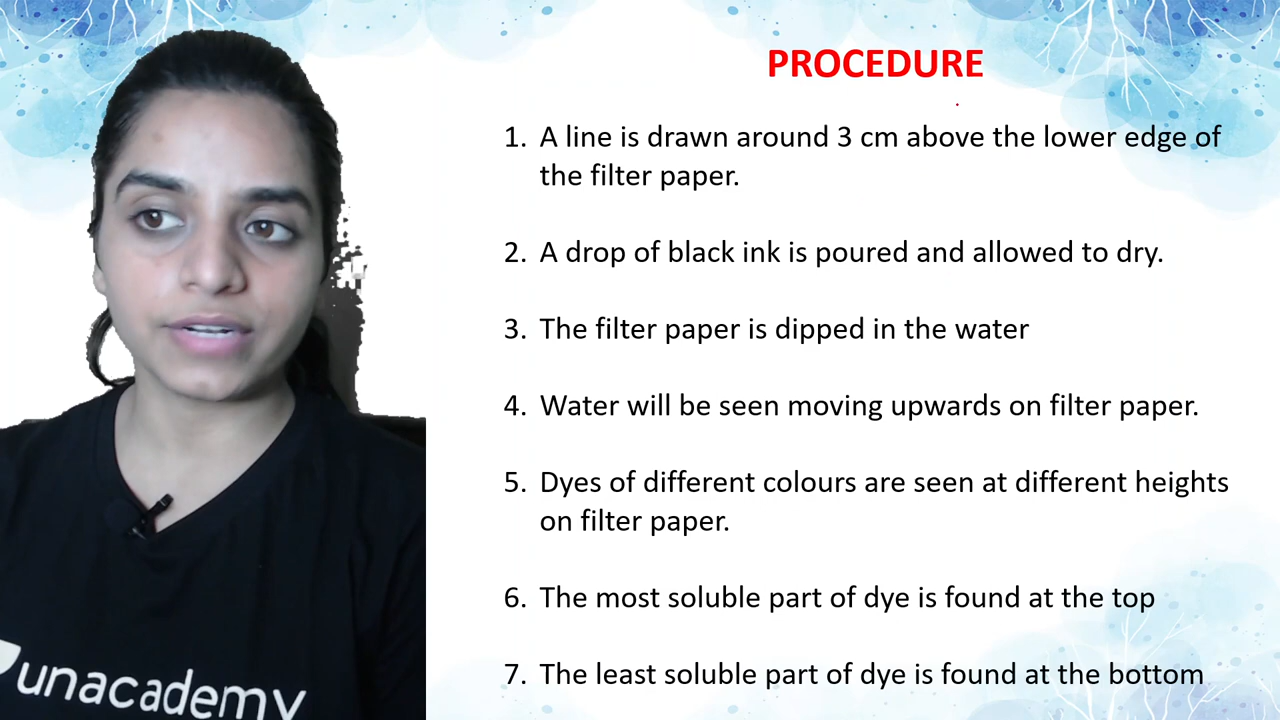 PROCEDURE
1. A line is drawn around 3 cm above the lower edge of
the filter paper.
2. A drop of black ink is poured and allowed to dry.
3. The filter paper is dipped in the water
4. Water will be seen moving upwards on filter paper.
5. Dyes of different colours are seen at different heights
on filter paper.
6. The most soluble part of dye is found at the top
7. The least soluble part of dye is found at the bottom
unacademy